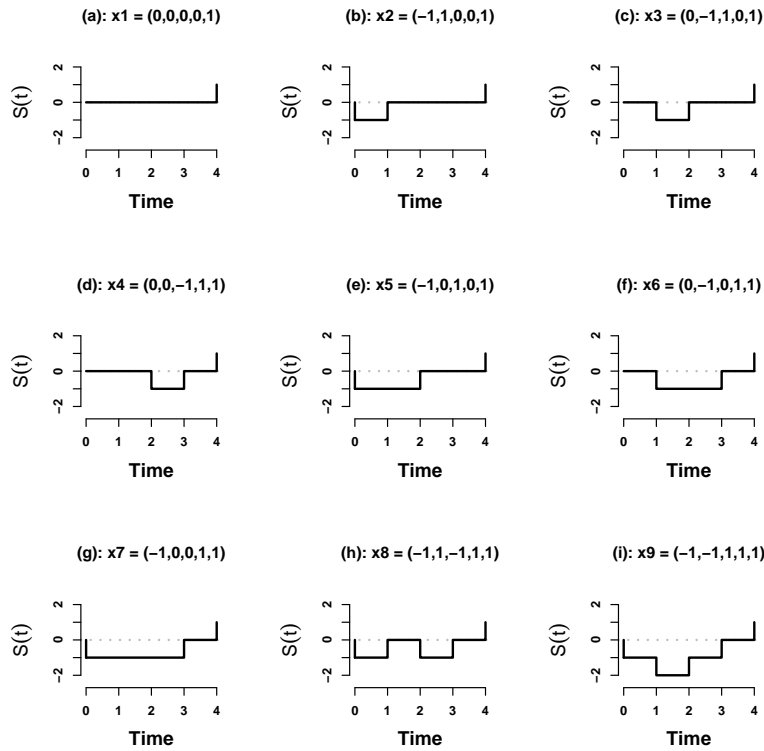 (a): x1 = (0,0,0,0,1)
S(t)
−2 0 2
0 1 2 3 4
Time
(b): x2 = (−1,1,0,0,1)
S(t)
−2 0 2
0 1 2 3 4
Time
(c): x3 = (0,−1,1,0,1)
S(t)
−2 0 2
0 1 2 3 4
Time
(d): x4 = (0,0,−1,1,1)
S(t)
−2 0 2
0 1 2 3 4
Time
(e): x5 = (−1,0,1,0,1)
S(t)
−2 0 2
0 1 2 3 4
Time
(f): x6 = (0,−1,0,1,1)
S(t)
−2 0 2
0 1 2 3 4
Time
(g): x7 = (−1,0,0,1,1)
S(t)
−2 0 2
0 1 2 3 4
Time
(h): x8 = (−1,1,−1,1,1)
S(t)
−2 0 2
0 1 2 3 4
Time
(i): x9 = (−1,−1,1,1,1)
S(t)
−2 0 2
0 1 2 3 4
Time